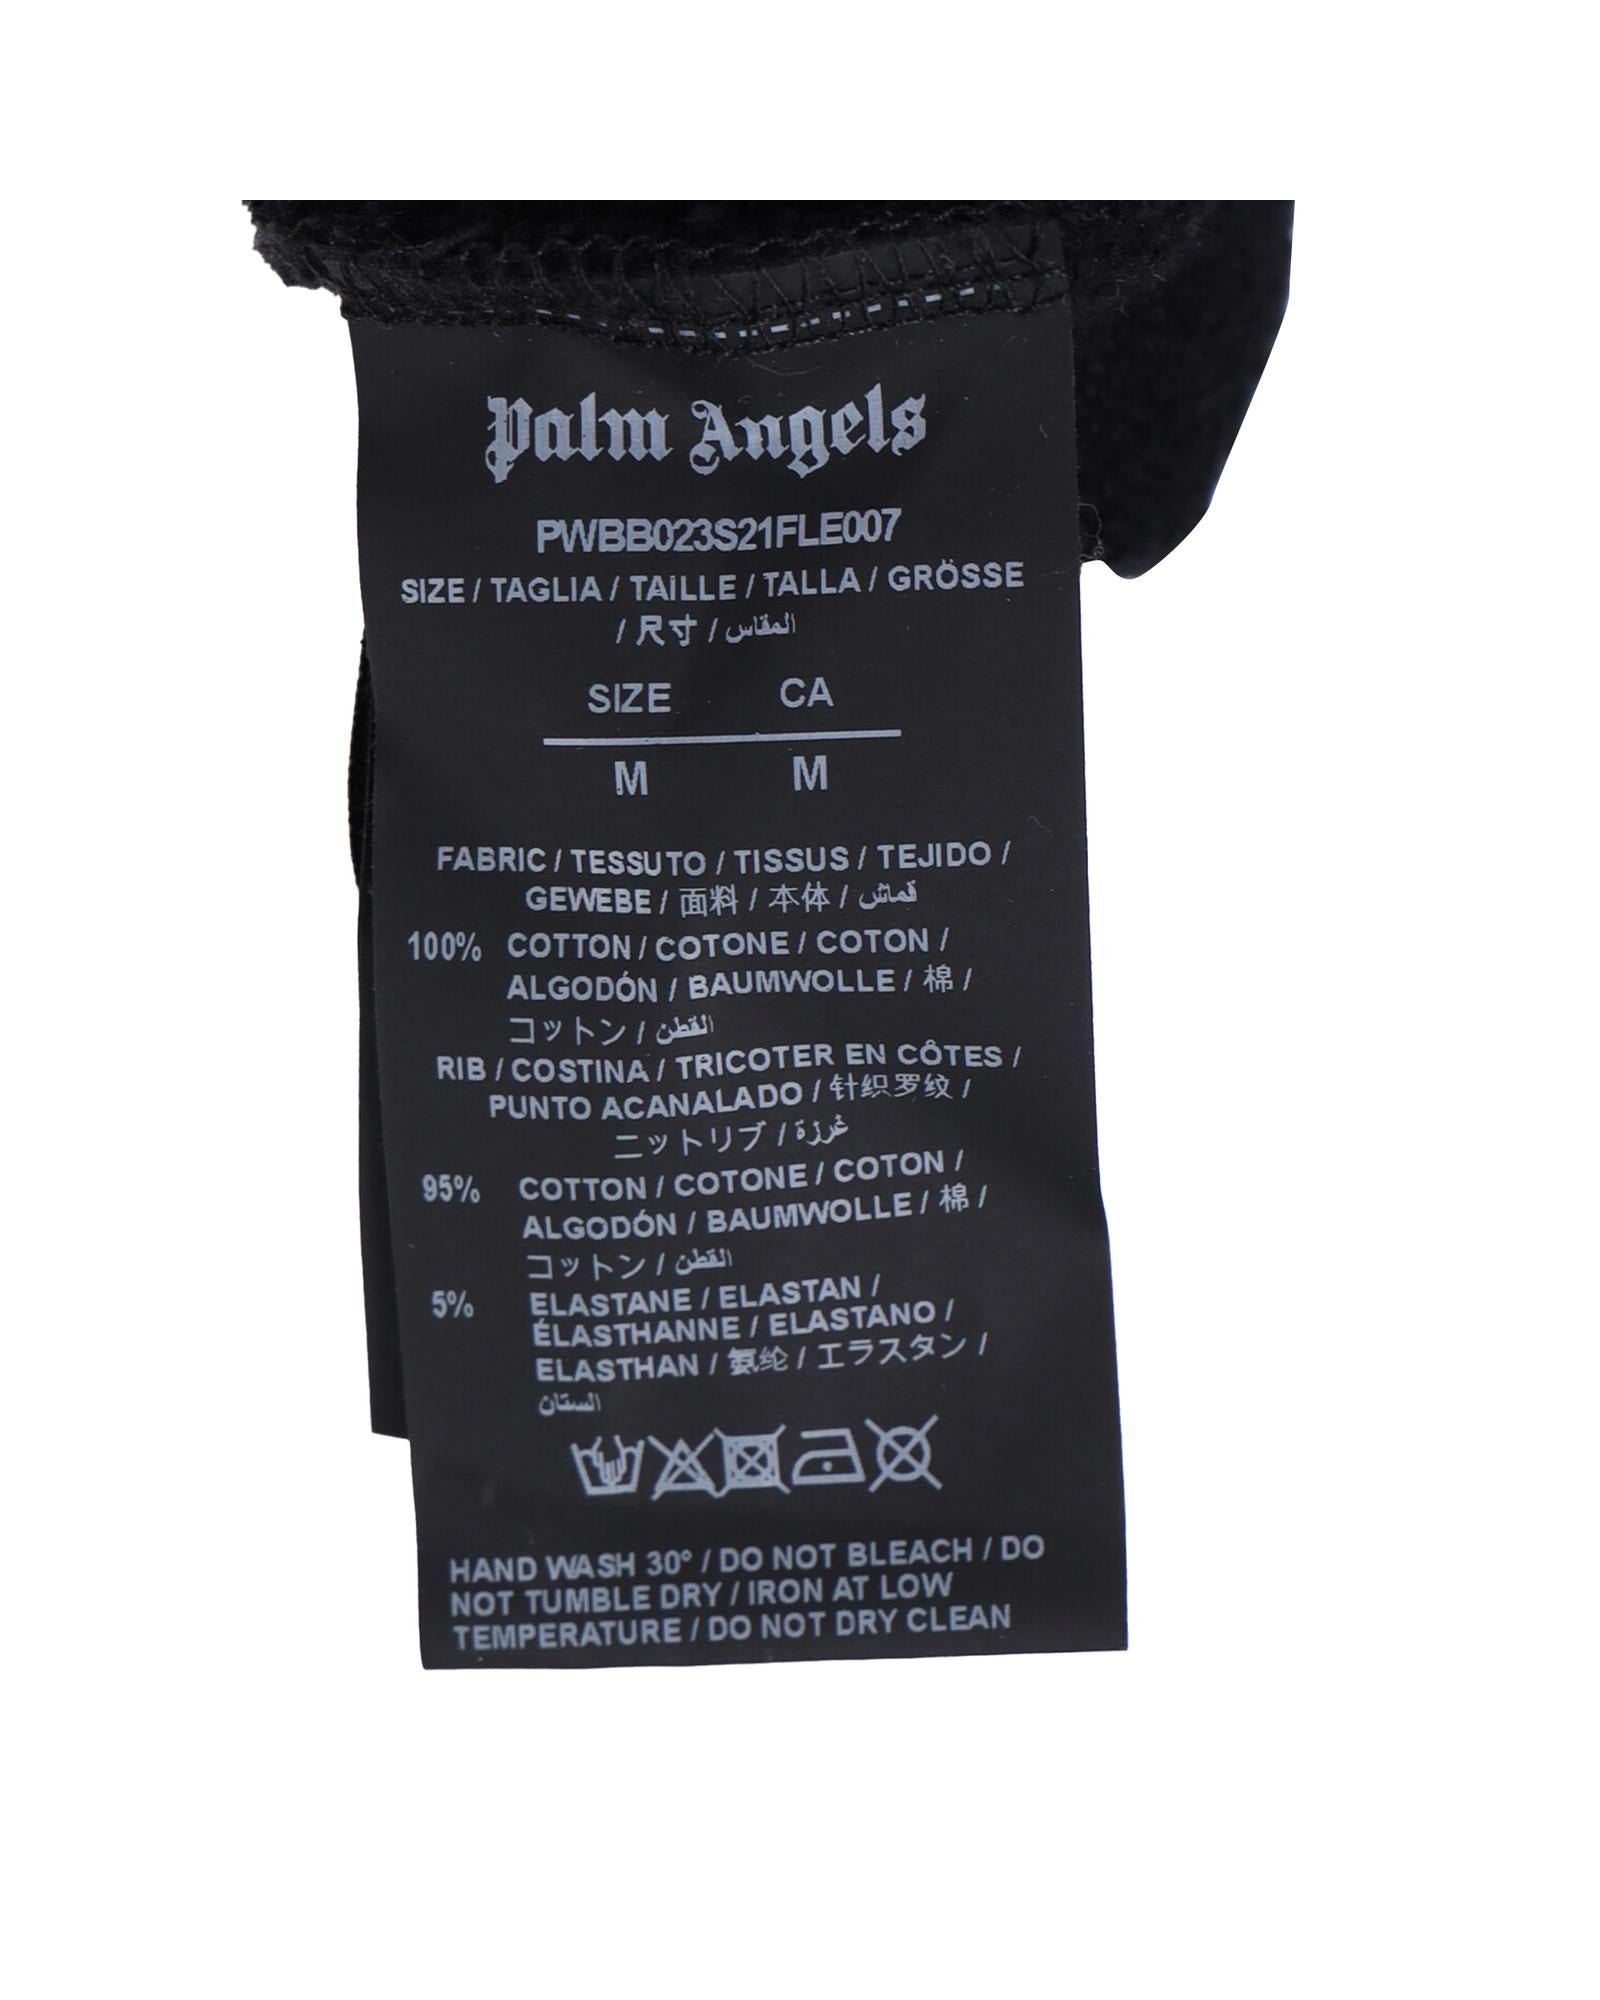 Palm Angels
PWBB023S21FLE007
SIZE / TAGLIA / TAILLE / TALLA / GRÖSSE
/ 尺寸 / المقاس
SIZE CA
M M
FABRIC / TESSUTO / TISSUS / TEJIDO /
GEWEBE / 面料 / 本体 / قماش
100% COTTON / COTONE / COTON /
ALGODÓN / BAUMWOLLE / 棉 /
コットン / القطن
RIB / COSTINA / TRICOTER EN CÔTES /
PUNTO ACANALADO / 针织罗纹 /
ニットリブ / غرزة
95% COTTON / COTONE / COTON /
ALGODÓN / BAUMWOLLE / 棉 /
コットン / القطن
5% ELASTANE / ELASTAN /
ÉLASTHANNE / ELASTANO /
ELASTHAN / 氨纶 / エラスタン /
الستان
HAND WASH 30° / DO NOT BLEACH / DO
NOT TUMBLE DRY / IRON AT LOW
TEMPERATURE / DO NOT DRY CLEAN